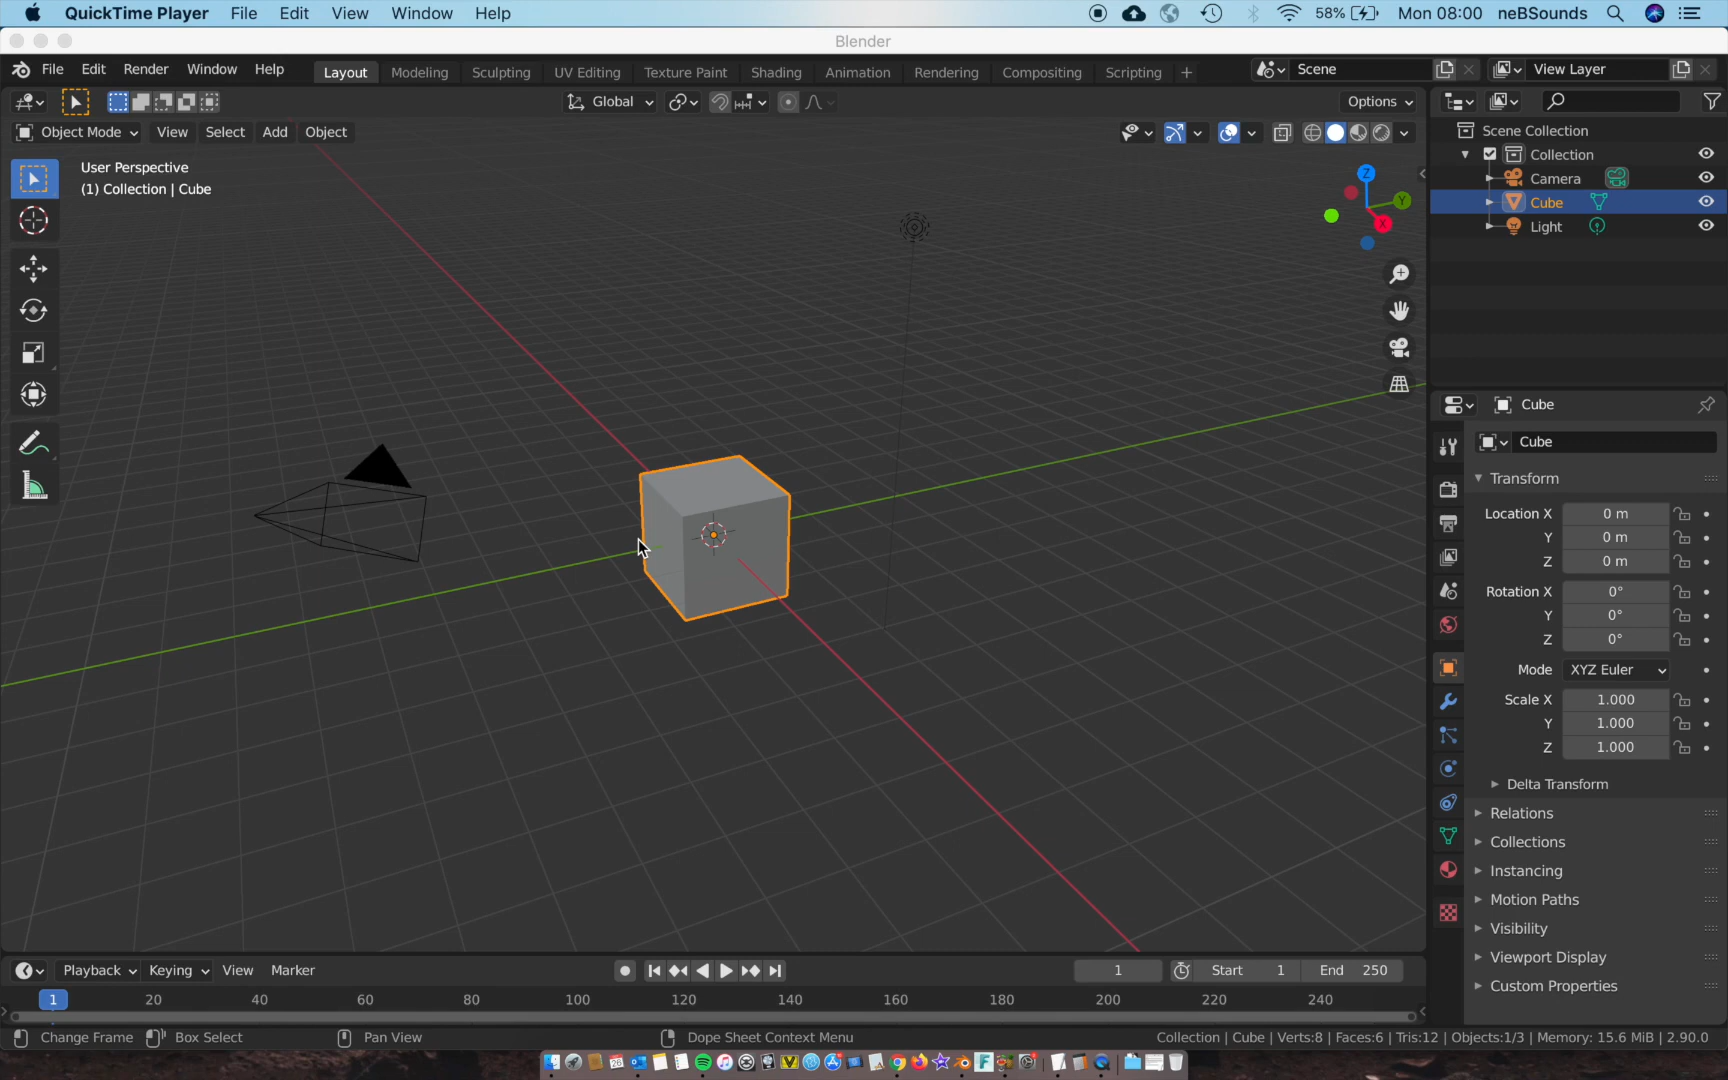 QuickTime Player File Edit View Window Help 58% Mon 08:00 neBSounds
Blender
File Edit Render Window Help Layout Modeling Sculpting UV Editing Texture Paint Shading Animation Rendering Compositing Scripting + Scene View Layer
Global Options
Object Mode View Select Add Object
User Perspective
(1) Collection | Cube
Z
Y
X
Scene Collection
Collection
Camera
Cube
Light
Cube
Cube
Transform
Location X 0 m
Y 0 m
Z 0 m
Rotation X 0°
Y 0°
Z 0°
Mode XYZ Euler
Scale X 1.000
Y 1.000
Z 1.000
Delta Transform
Relations
Collections
Instancing
Motion Paths
Visibility
Viewport Display
Custom Properties
Playback Keying View Marker 1 Start 1 End 250
1 20 40 60 80 100 120 140 160 180 200 220 240
Change Frame Box Select Pan View Dope Sheet Context Menu Collection | Cube | Verts:8 | Faces:6 | Tris:12 | Objects:1/3 | Memory: 15.6 MiB | 2.90.0